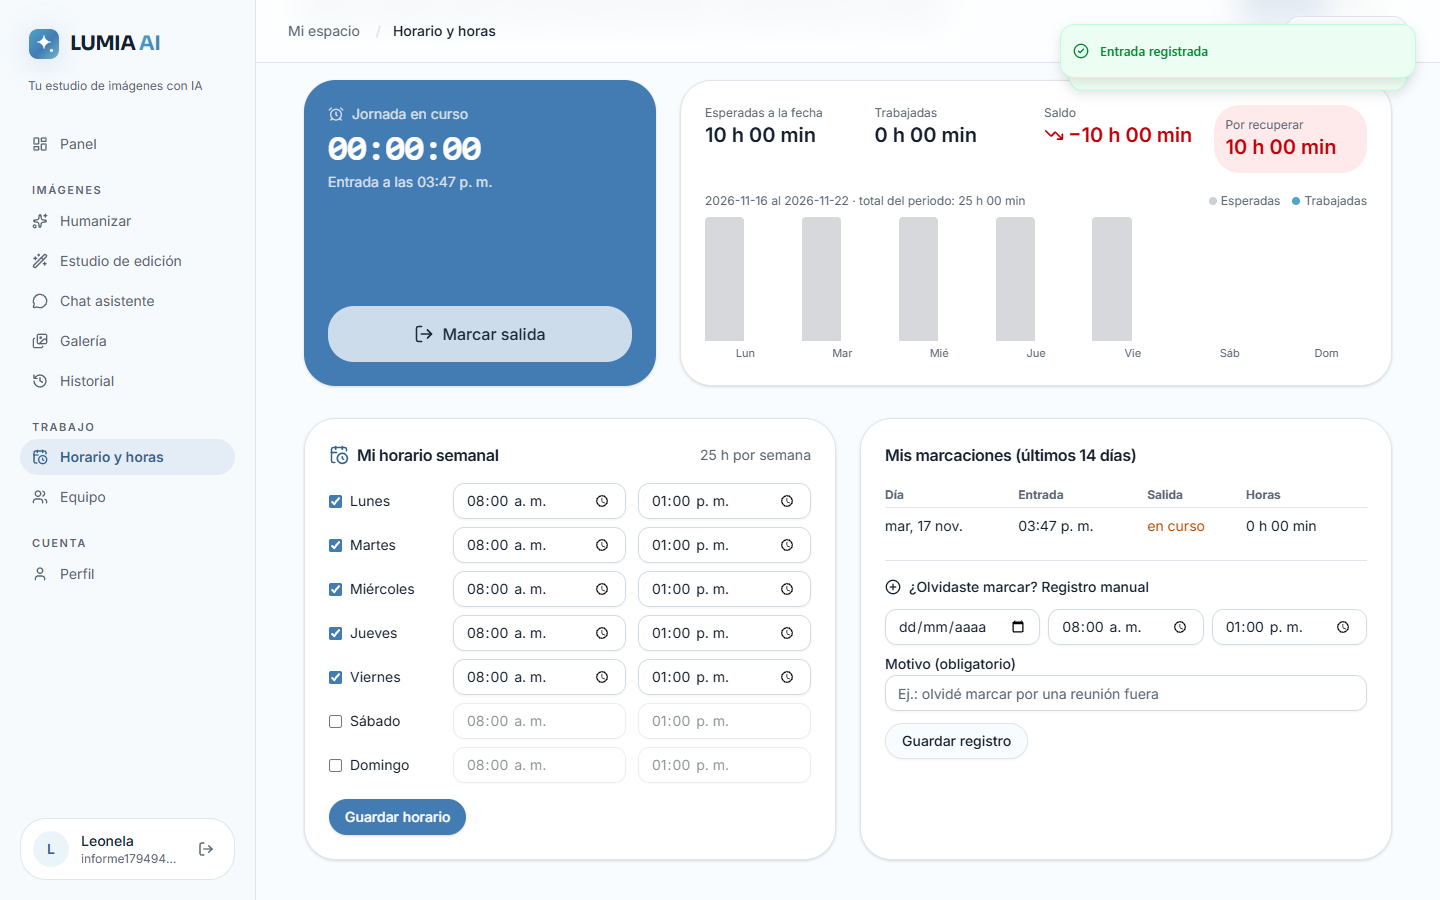 LUMIA AI
Tu estudio de imágenes con IA
Panel
IMÁGENES
Humanizar
Estudio de edición
Chat asistente
Galería
Historial
TRABAJO
Horario y horas
Equipo
CUENTA
Perfil
L
Leonela
informe179494...
Mi espacio / Horario y horas
Entrada registrada
Jornada en curso
00:00:00
Entrada a las 03:47 p. m.
Marcar salida
Esperadas a la fecha
10 h 00 min
Trabajadas
0 h 00 min
Saldo
−10 h 00 min
Por recuperar
10 h 00 min
2026-11-16 al 2026-11-22 · total del periodo: 25 h 00 min
Esperadas Trabajadas
Lun Mar Mié Jue Vie Sáb Dom
Mi horario semanal 25 h por semana
Lunes 08:00 a. m. 01:00 p. m.
Martes 08:00 a. m. 01:00 p. m.
Miércoles 08:00 a. m. 01:00 p. m.
Jueves 08:00 a. m. 01:00 p. m.
Viernes 08:00 a. m. 01:00 p. m.
Sábado 08:00 a. m. 01:00 p. m.
Domingo 08:00 a. m. 01:00 p. m.
Guardar horario
Mis marcaciones (últimos 14 días)
Día Entrada Salida Horas
mar, 17 nov. 03:47 p. m. en curso 0 h 00 min
¿Olvidaste marcar? Registro manual
dd/mm/aaaa 08:00 a. m. 01:00 p. m.
Motivo (obligatorio)
Ej.: olvidé marcar por una reunión fuera
Guardar registro